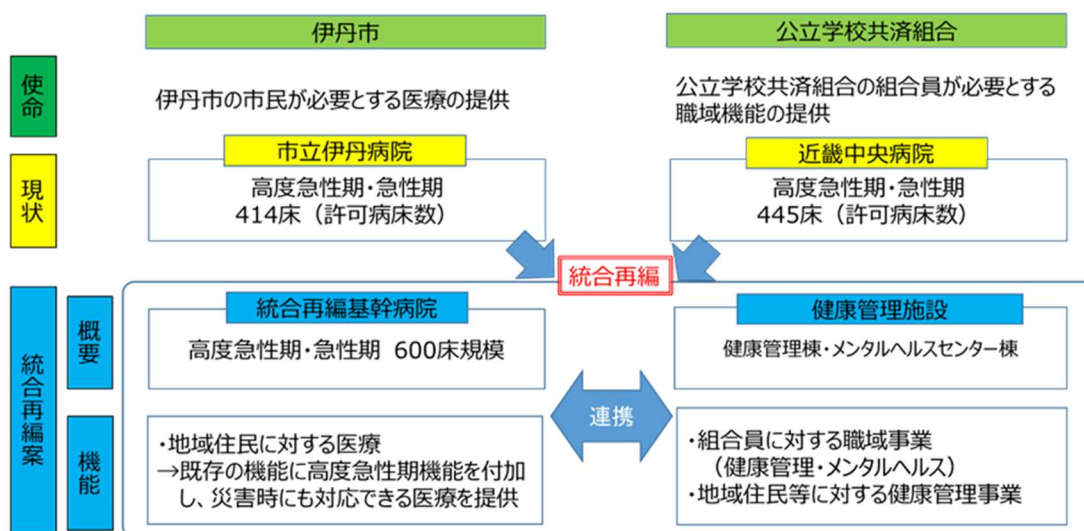 伊丹市
公立学校共済組合
使命
伊丹市の市民が必要とする医療の提供
公立学校共済組合の組合員が必要とする
職域機能の提供
現状
市立伊丹病院
高度急性期・急性期
414床（許可病床数）
近畿中央病院
高度急性期・急性期
445床（許可病床数）
統合再編
統合再編案
概要
統合再編基幹病院
高度急性期・急性期 600床規模
健康管理施設
健康管理棟・メンタルヘルスセンター棟
連携
機能
・地域住民に対する医療
→既存の機能に高度急性期機能を付加
し、災害時にも対応できる医療を提供
・組合員に対する職域事業
（健康管理・メンタルヘルス）
・地域住民等に対する健康管理事業